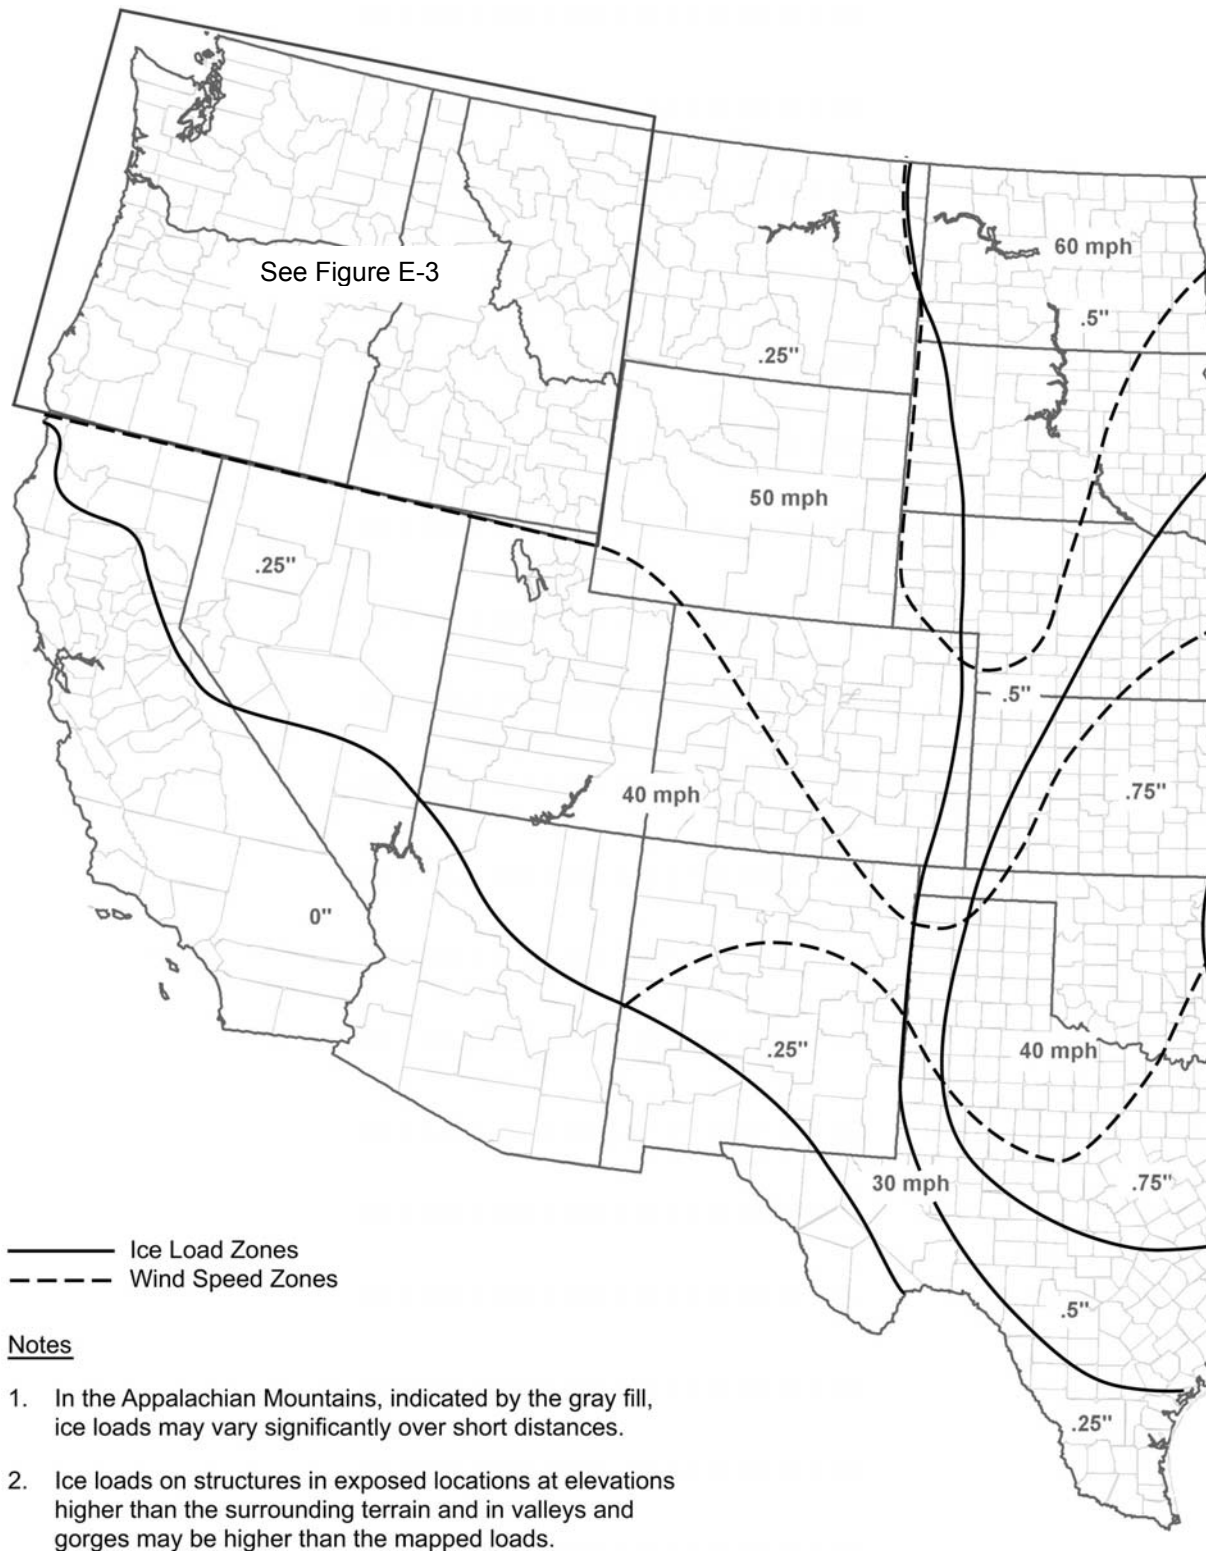 See Figure E-3
60 mph
.5"
.25"
50 mph
.25"
.5"
40 mph
.75"
0"
.25"
40 mph
30 mph
.75"
Ice Load Zones
Wind Speed Zones
.5"
.25"
Notes
1. In the Appalachian Mountains, indicated by the gray fill,
ice loads may vary significantly over short distances.
2. Ice loads on structures in exposed locations at elevations
higher than the surrounding terrain and in valleys and
gorges may be higher than the mapped loads.